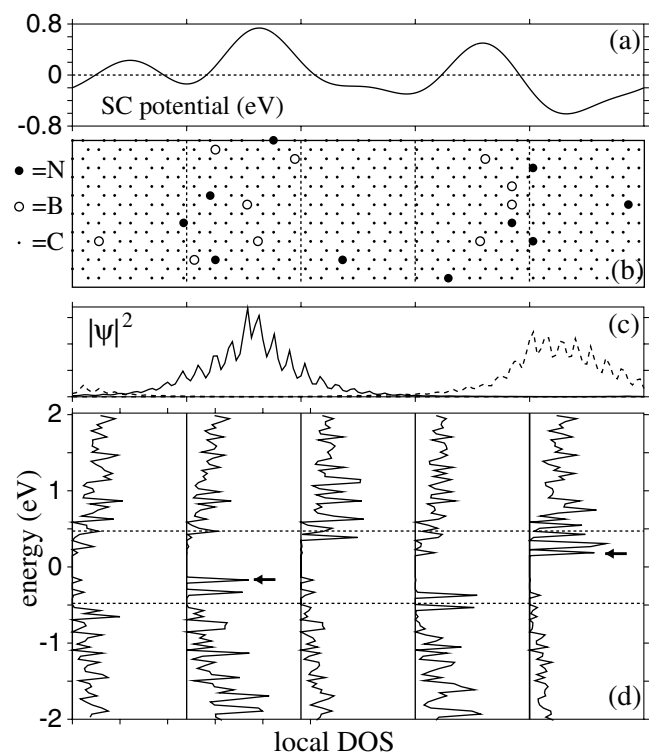 0.8
(a)
0
SC potential (eV)
-0.8
● =N
○ =B
· =C
(b)
|ψ|²
(c)
2
1
energy (eV)
0
-1
-2
(d)
local DOS